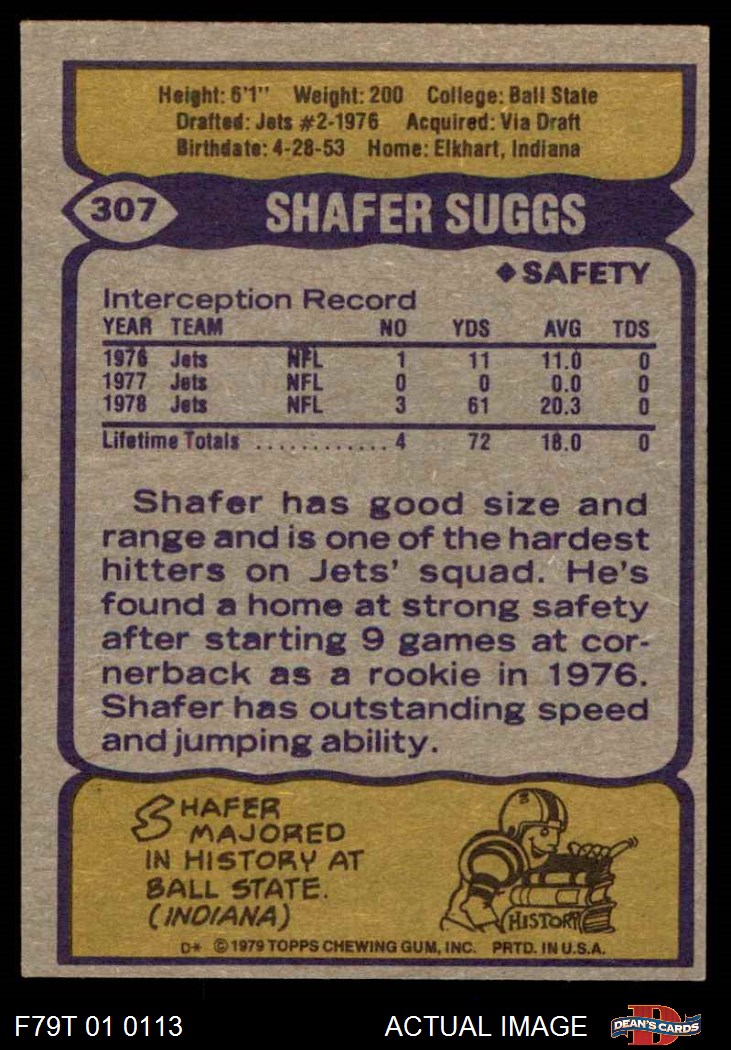 Height: 6'1" Weight: 200 College: Ball State
Drafted: Jets #2-1976 Acquired: Via Draft
Birthdate: 4-28-53 Home: Elkhart, Indiana
307 SHAFER SUGGS
◆ SAFETY
Interception Record
YEAR TEAM NO YDS AVG TDS
1976 Jets NFL 1 11 11.0 0
1977 Jets NFL 0 0 0.0 0
1978 Jets NFL 3 61 20.3 0
Lifetime Totals ............ 4 72 18.0 0
Shafer has good size and
range and is one of the hardest
hitters on Jets' squad. He's
found a home at strong safety
after starting 9 games at cor-
nerback as a rookie in 1976.
Shafer has outstanding speed
and jumping ability.
SHAFER
MAJORED
IN HISTORY AT
BALL STATE.
(INDIANA)
HISTORY
D* © 1979 TOPPS CHEWING GUM, INC. PRTD. IN U.S.A.
F79T 01 0113 ACTUAL IMAGE D DEAN'S CARDS